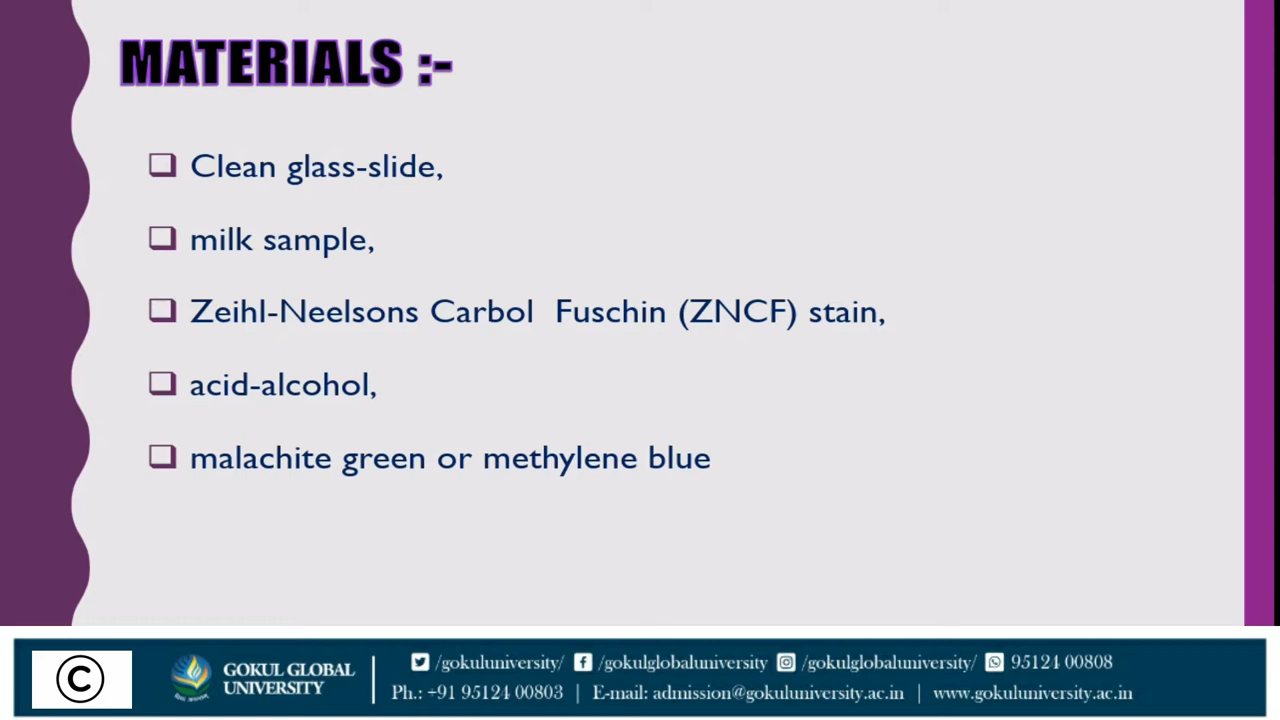 MATERIALS :-
Clean glass-slide,
milk sample,
Zeihl-Neelsons Carbol Fuschin (ZNCF) stain,
acid-alcohol,
malachite green or methylene blue
©
GOKUL GLOBAL
UNIVERSITY
/gokuluniversity/ /gokulglobaluniversity /gokulglobaluniversity/ 95124 00808
Ph.: +91 95124 00803 | E-mail: admission@gokuluniversity.ac.in | www.gokuluniversity.ac.in